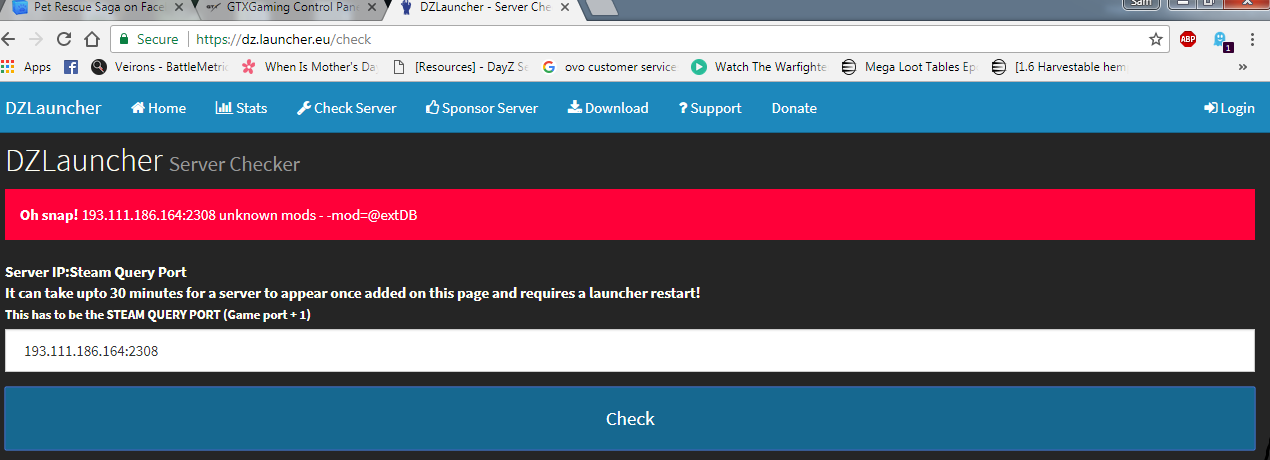 Pet Rescue Saga on Face
GTXGaming Control Pan
DZLauncher - Server Che
Sam
Secure
https://dz.launcher.eu/check
ABP
1
Apps
Veirons - BattleMetric
When Is Mother's Da
[Resources] - DayZ Se
ovo customer service
Watch The Warfighte
Mega Loot Tables Ep
[1.6 Harvestable hem
»
DZLauncher
Home
Stats
Check Server
Sponsor Server
Download
? Support
Donate
Login
DZLauncher Server Checker
Oh snap! 193.111.186.164:2308 unknown mods - -mod=@extDB
Server IP:Steam Query Port
It can take upto 30 minutes for a server to appear once added on this page and requires a launcher restart!
This has to be the STEAM QUERY PORT (Game port + 1)
193.111.186.164:2308
Check